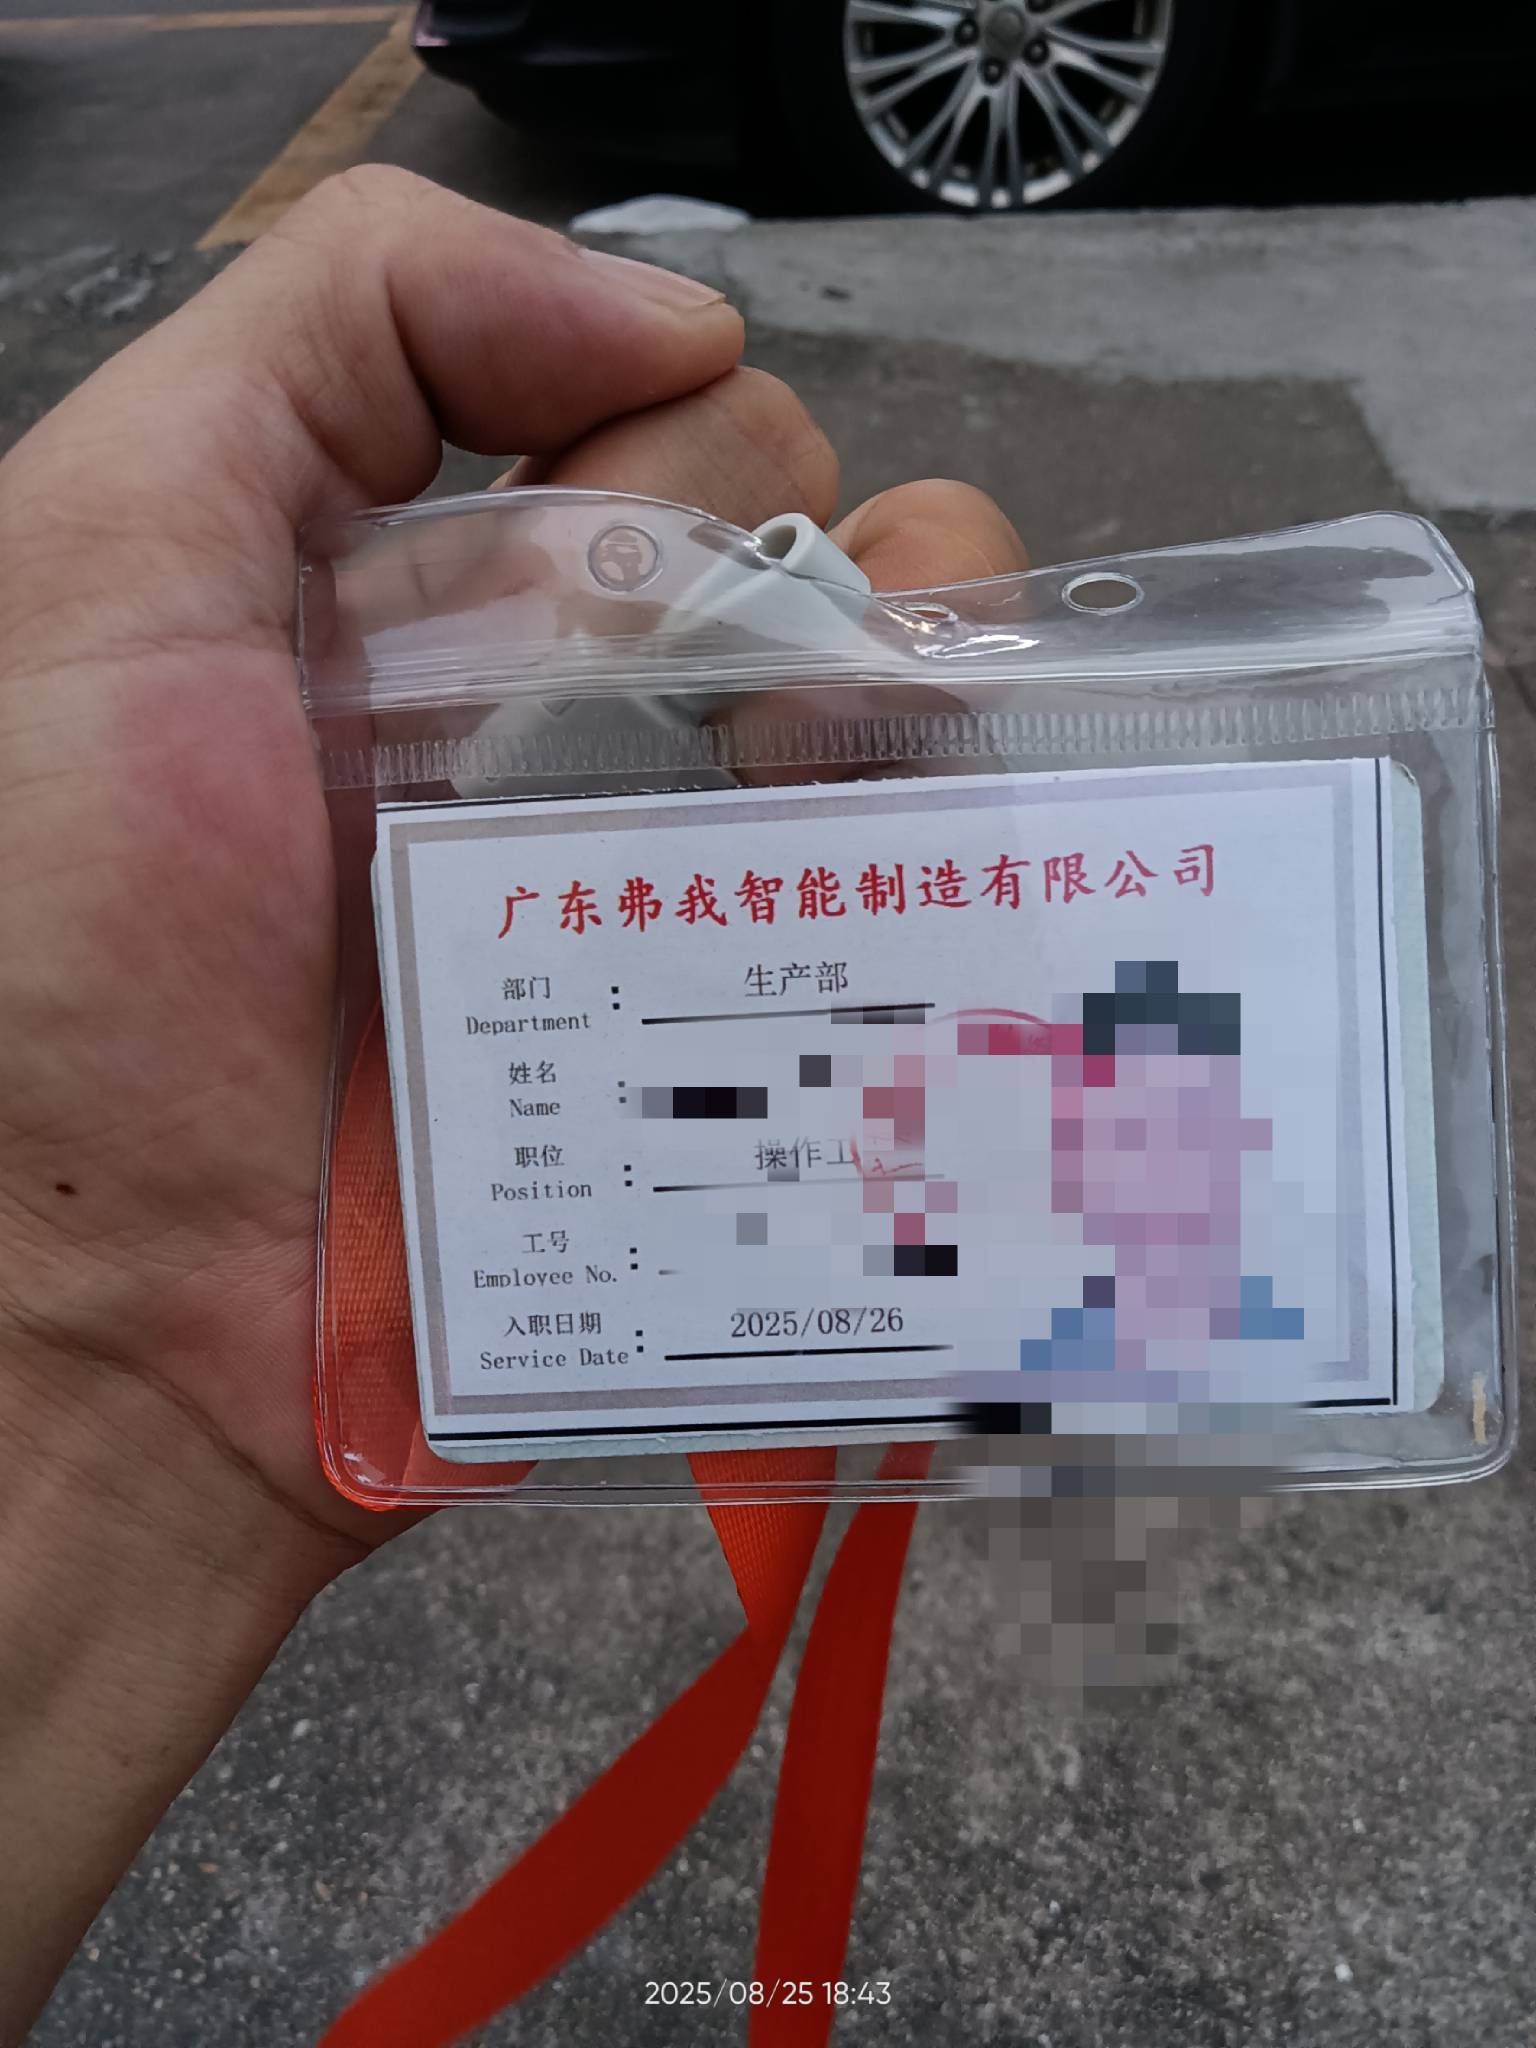 广东弗我智能制造有限公司
部门 : 生产部
Department
姓名 :
Name
职位 : 操作工
Position
工号 :
Employee No.
入职日期 : 2025/08/26
Service Date
2025/08/25 18:43